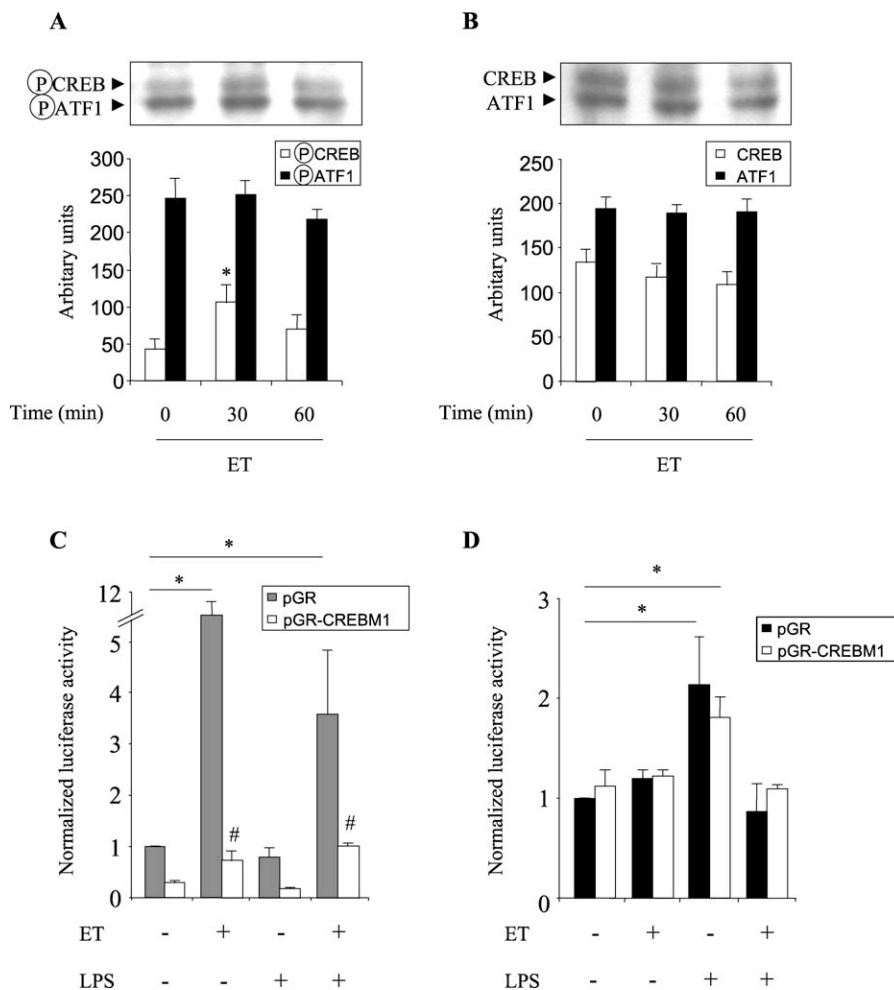 A
Ⓟ CREB ►
Ⓟ ATF1 ►
Ⓟ CREB
Ⓟ ATF1
300
250
200
150
100
50
0
Arbitary units
*
Time (min) 0 30 60
ET
B
CREB ►
ATF1 ►
CREB
ATF1
250
200
150
100
50
0
Arbitary units
Time (min) 0 30 60
ET
C
*
*
pGR
pGR-CREBM1
12
5
4
3
2
1
0
Normalized luciferase activity
# #
ET - + - +
LPS - - + +
D
*
*
pGR
pGR-CREBM1
3
2
1
0
Normalized luciferase activity
ET - + - +
LPS - - + +